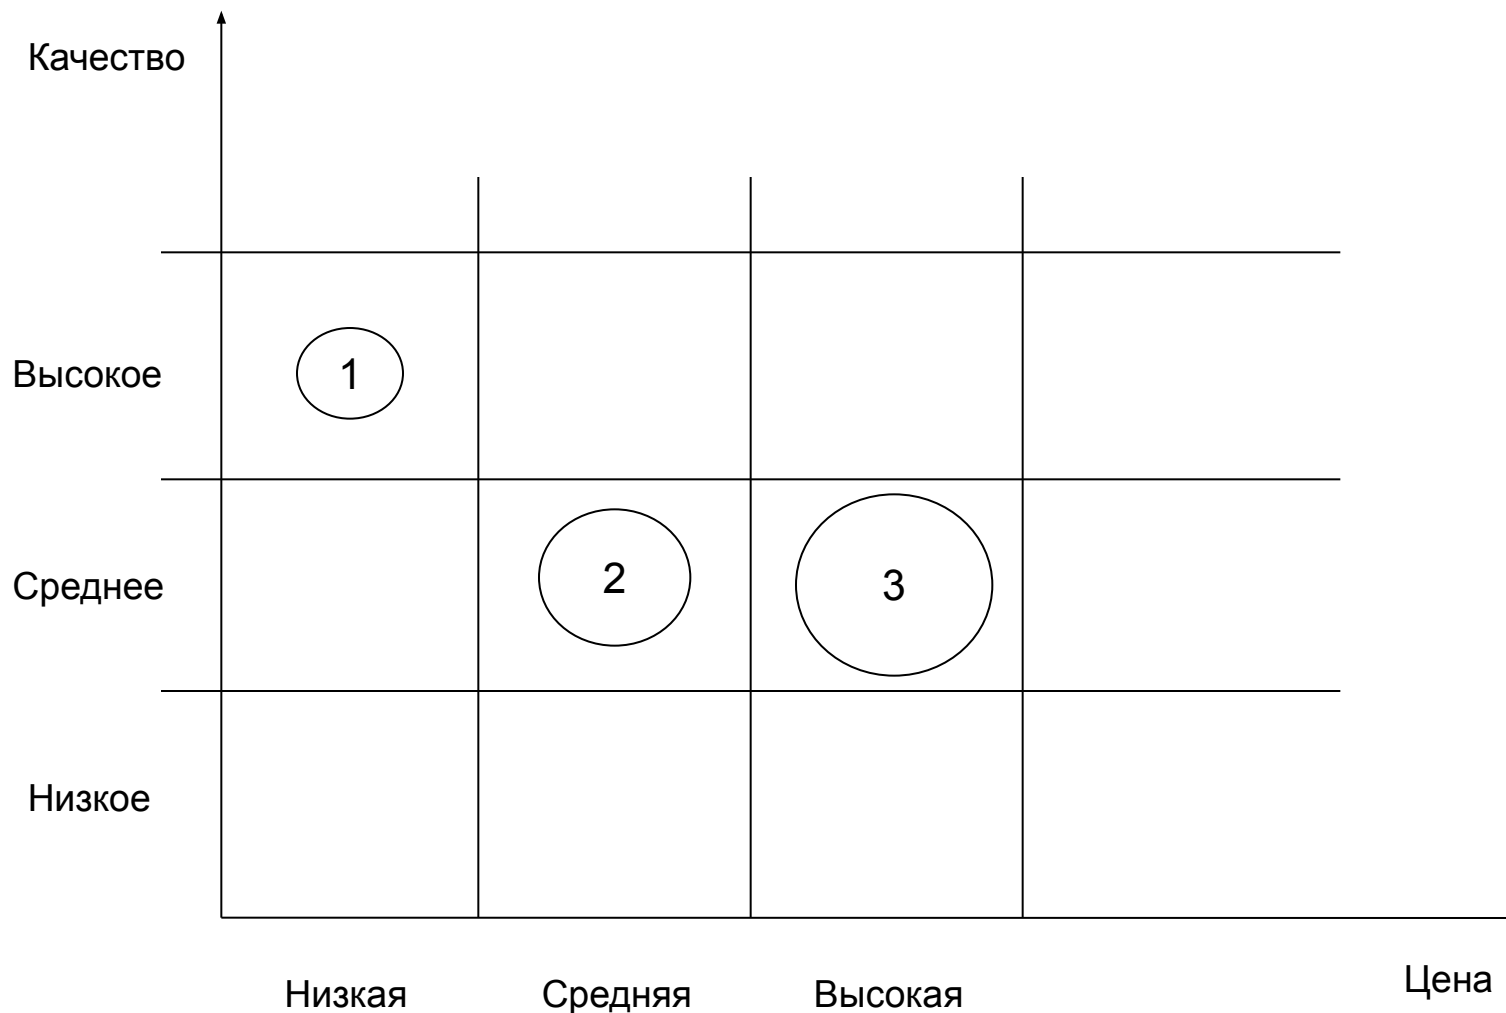 Качество
Высокое
1
Среднее
2
3
Низкое
Низкая
Средняя
Высокая
Цена